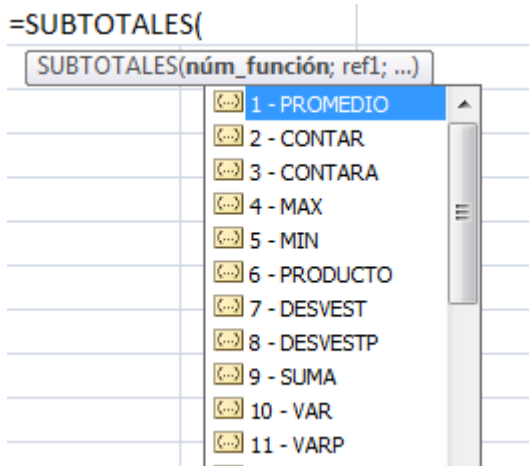 =SUBTOTALES(
SUBTOTALES(núm_función; ref1; ...)
(...) 1 - PROMEDIO
(...) 2 - CONTAR
(...) 3 - CONTARA
(...) 4 - MAX
(...) 5 - MIN
(...) 6 - PRODUCTO
(...) 7 - DESVEST
(...) 8 - DESVESTP
(...) 9 - SUMA
(...) 10 - VAR
(...) 11 - VARP